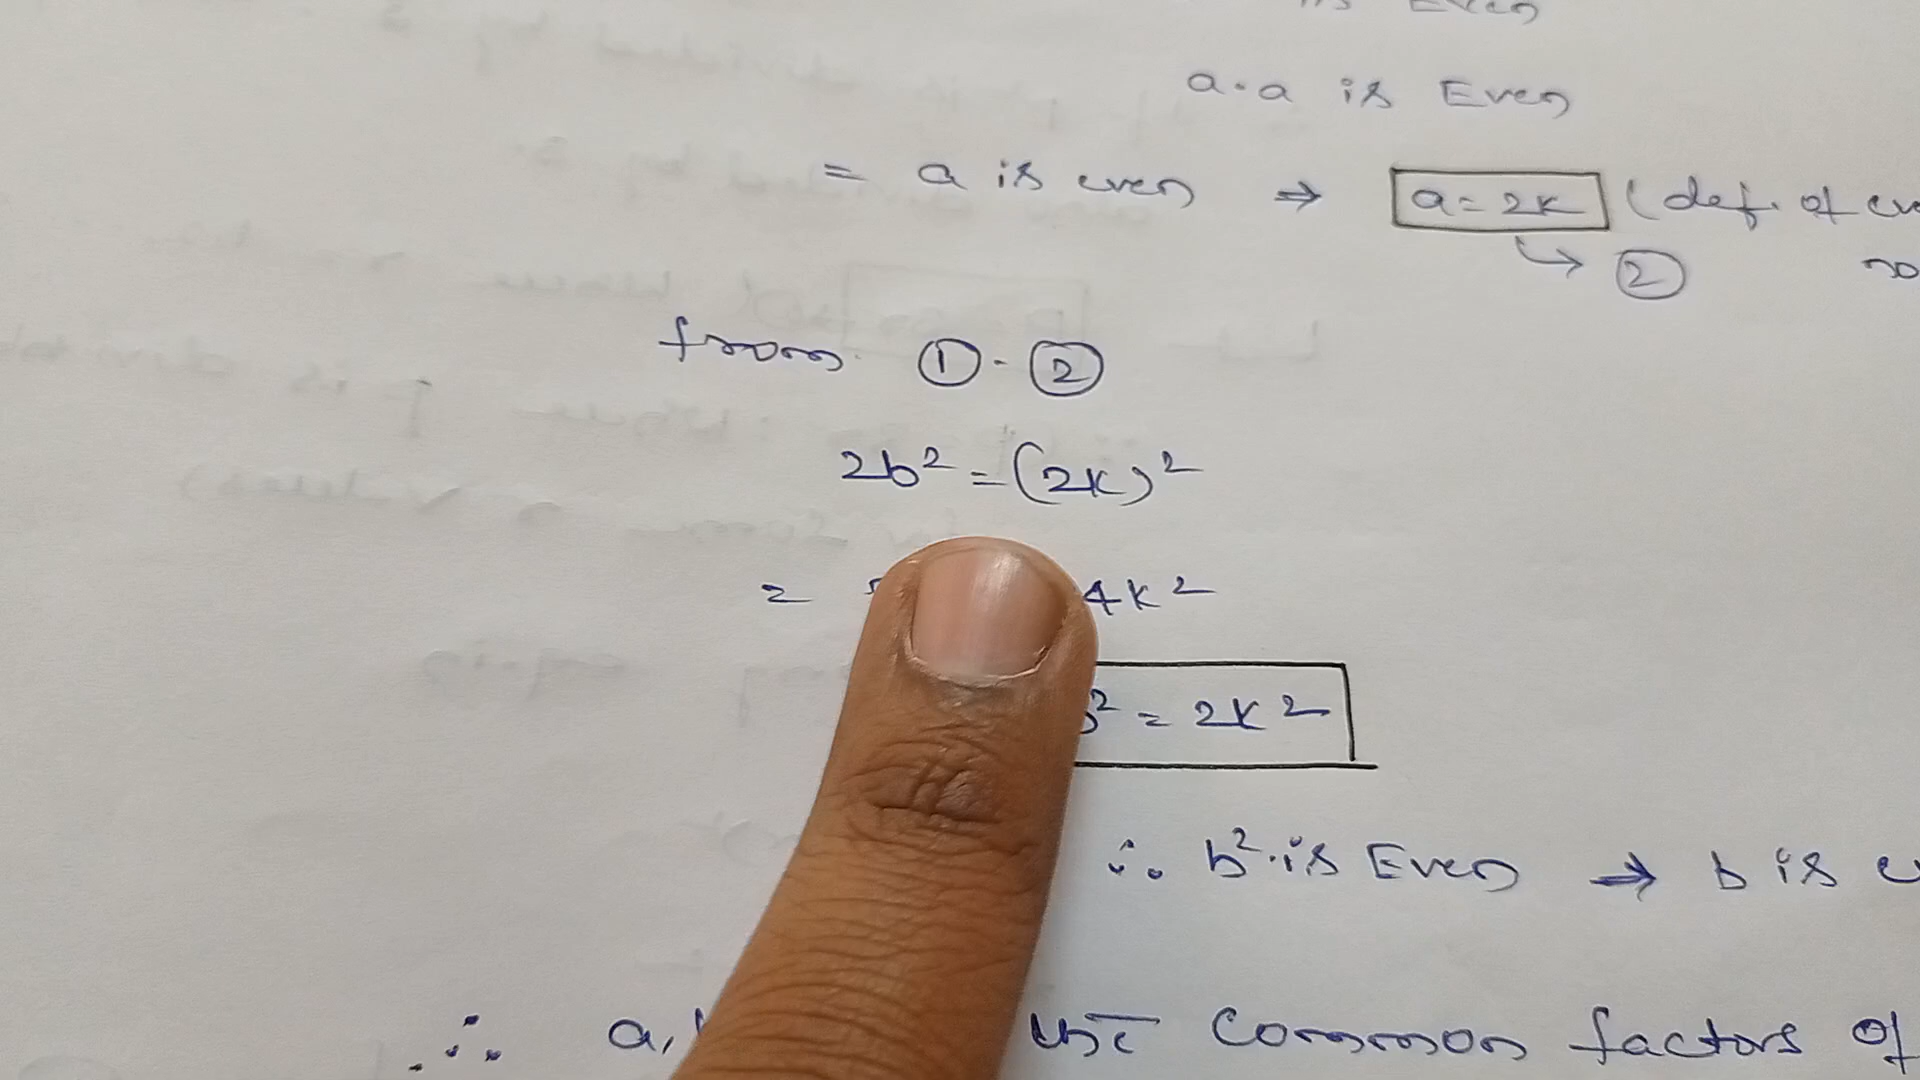 a.a is Even
= a is even ⇒ a = 2k (def. of
→ ②
from ① - ②
2b² = (2k)²
= 4k²
² = 2k²
∴ b² is Even → b is
∴ a, the common factors of